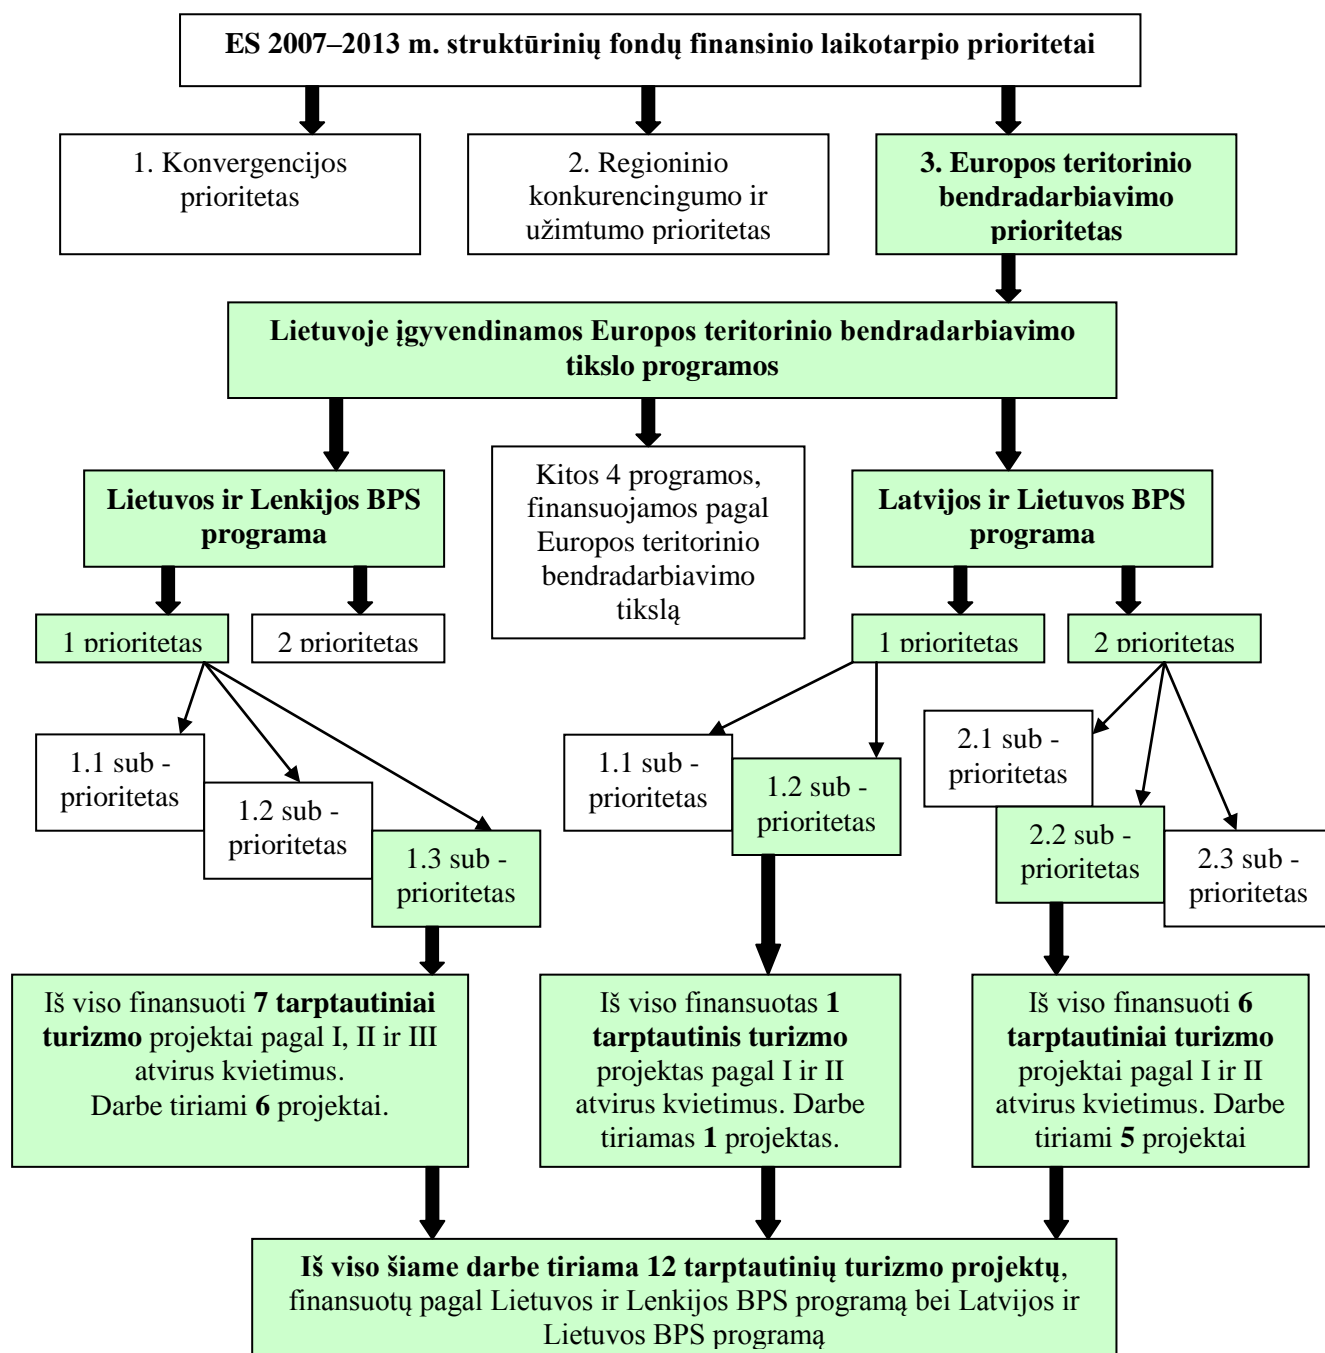 ES 2007–2013 m. struktūrinių fondų finansinio laikotarpio prioritetai
1. Konvergencijos
prioritetas
2. Regioninio
konkurencingumo ir
užimtumo prioritetas
3. Europos teritorinio
bendradarbiavimo
prioritetas
Lietuvoje įgyvendinamos Europos teritorinio bendradarbiavimo
tikslo programos
Lietuvos ir Lenkijos BPS
programa
Kitos 4 programos,
finansuojamos pagal
Europos teritorinio
bendradarbiavimo
tikslą
Latvijos ir Lietuvos BPS
programa
1 prioritetas
2 prioritetas
1 prioritetas
2 prioritetas
1.1 sub -
prioritetas
1.2 sub -
prioritetas
1.3 sub -
prioritetas
1.1 sub -
prioritetas
1.2 sub -
prioritetas
2.1 sub -
prioritetas
2.2 sub -
prioritetas
2.3 sub -
prioritetas
Iš viso finansuoti 7 tarptautiniai
turizmo projektai pagal I, II ir III
atvirus kvietimus.
Darbe tiriami 6 projektai.
Iš viso finansuotas 1
tarptautinis turizmo
projektas pagal I ir II
atvirus kvietimus. Darbe
tiriamas 1 projektas.
Iš viso finansuoti 6
tarptautiniai turizmo
projektai pagal I ir II
atvirus kvietimus. Darbe
tiriami 5 projektai
Iš viso šiame darbe tiriama 12 tarptautinių turizmo projektų,
finansuotų pagal Lietuvos ir Lenkijos BPS programą bei Latvijos ir
Lietuvos BPS programą